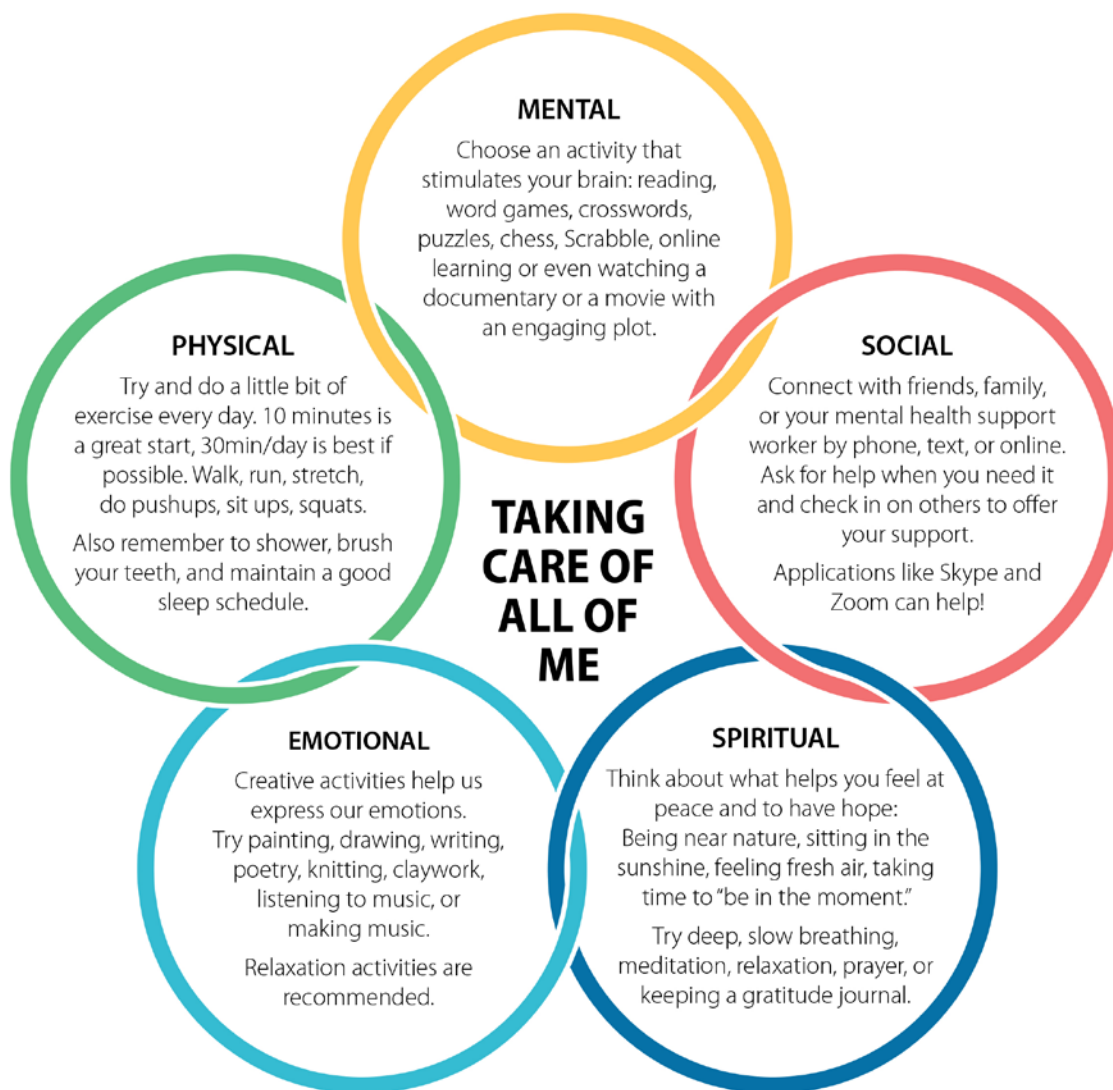 MENTAL
Choose an activity that
stimulates your brain: reading,
word games, crosswords,
puzzles, chess, Scrabble, online
learning or even watching a
documentary or a movie with
an engaging plot.
PHYSICAL
Try and do a little bit of
exercise every day. 10 minutes is
a great start, 30min/day is best if
possible. Walk, run, stretch,
do pushups, sit ups, squats.
Also remember to shower, brush
your teeth, and maintain a good
sleep schedule.
SOCIAL
Connect with friends, family,
or your mental health support
worker by phone, text, or online.
Ask for help when you need it
and check in on others to offer
your support.
Applications like Skype and
Zoom can help!
TAKING
CARE OF
ALL OF
ME
EMOTIONAL
Creative activities help us
express our emotions.
Try painting, drawing, writing,
poetry, knitting, claywork,
listening to music, or
making music.
Relaxation activities are
recommended.
SPIRITUAL
Think about what helps you feel at
peace and to have hope:
Being near nature, sitting in the
sunshine, feeling fresh air, taking
time to “be in the moment.”
Try deep, slow breathing,
meditation, relaxation, prayer, or
keeping a gratitude journal.